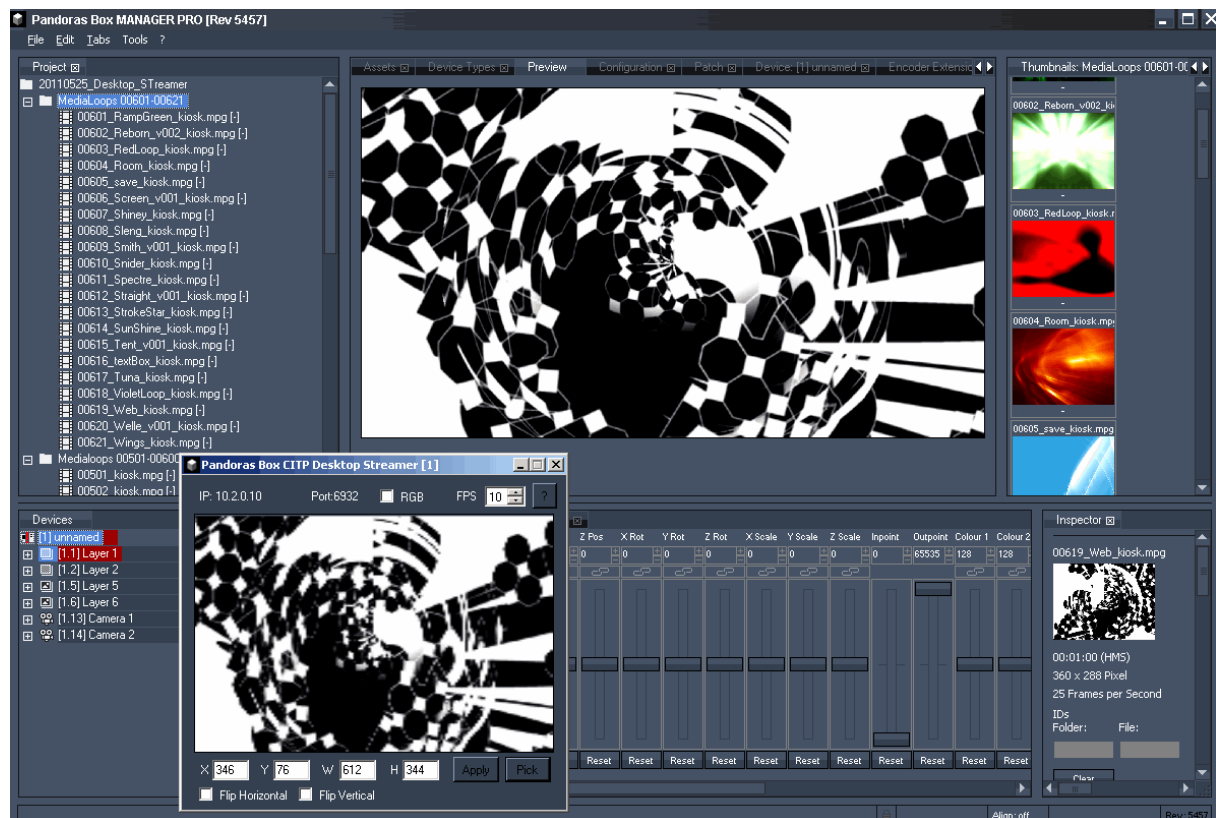 Pandoras Box MANAGER PRO [Rev 5457]
File Edit Tabs Tools ?
Project
20110525_Desktop_STreamer
MediaLoops 00601-00621
00601_RampGreen_kiosk.mpg [-]
00602_Reborn_v002_kiosk.mpg [-]
00603_RedLoop_kiosk.mpg [-]
00604_Room_kiosk.mpg [-]
00605_save_kiosk.mpg [-]
00606_Screen_v001_kiosk.mpg [-]
00607_Shiney_kiosk.mpg [-]
00608_Sleng_kiosk.mpg [-]
00609_Smith_v001_kiosk.mpg [-]
00610_Snider_kiosk.mpg [-]
00611_Spectre_kiosk.mpg [-]
00612_Straight_v001_kiosk.mpg [-]
00613_StrokeStar_kiosk.mpg [-]
00614_SunShine_kiosk.mpg [-]
00615_Tent_v001_kiosk.mpg [-]
00616_textBox_kiosk.mpg [-]
00617_Tuna_kiosk.mpg [-]
00618_VioletLoop_kiosk.mpg [-]
00619_Web_kiosk.mpg [-]
00620_Welle_v001_kiosk.mpg [-]
00621_Wings_kiosk.mpg [-]
Medialoops 00501-00600
00501_kiosk.mpg [-]
00502_kiosk.mpg [-]
Assets Device Types Preview Configuration Patch Device: [1] unnamed Encoder Extensic
Thumbnails: MediaLoops 00601-00
00602_Reborn_v002_ki
-
00603_RedLoop_kiosk.r
-
00604_Room_kiosk.mp
-
00605_save_kiosk.mpg
Devices
[1] unnamed
[1.1] Layer 1
[1.2] Layer 2
[1.5] Layer 5
[1.6] Layer 6
[1.13] Camera 1
[1.14] Camera 2
Pandoras Box CITP Desktop Streamer [1]
IP: 10.2.0.10 Port:6932 RGB FPS 10 ?
X 346 Y 76 W 612 H 344 Apply Pick
Flip Horizontal Flip Vertical
Z Pos X Rot Y Rot Z Rot X Scale Y Scale Z Scale Inpoint Outpoint Colour 1 Colour 2
0 0 0 0 0 0 0 0 65535 128 128
Reset Reset Reset Reset Reset Reset Reset Reset Reset Reset Reset
Inspector
00619_Web_kiosk.mpg
00:01:00 (HMS)
360 x 288 Pixel
25 Frames per Second
IDs
Folder: File:
Clear
Align: off Rev: 5457